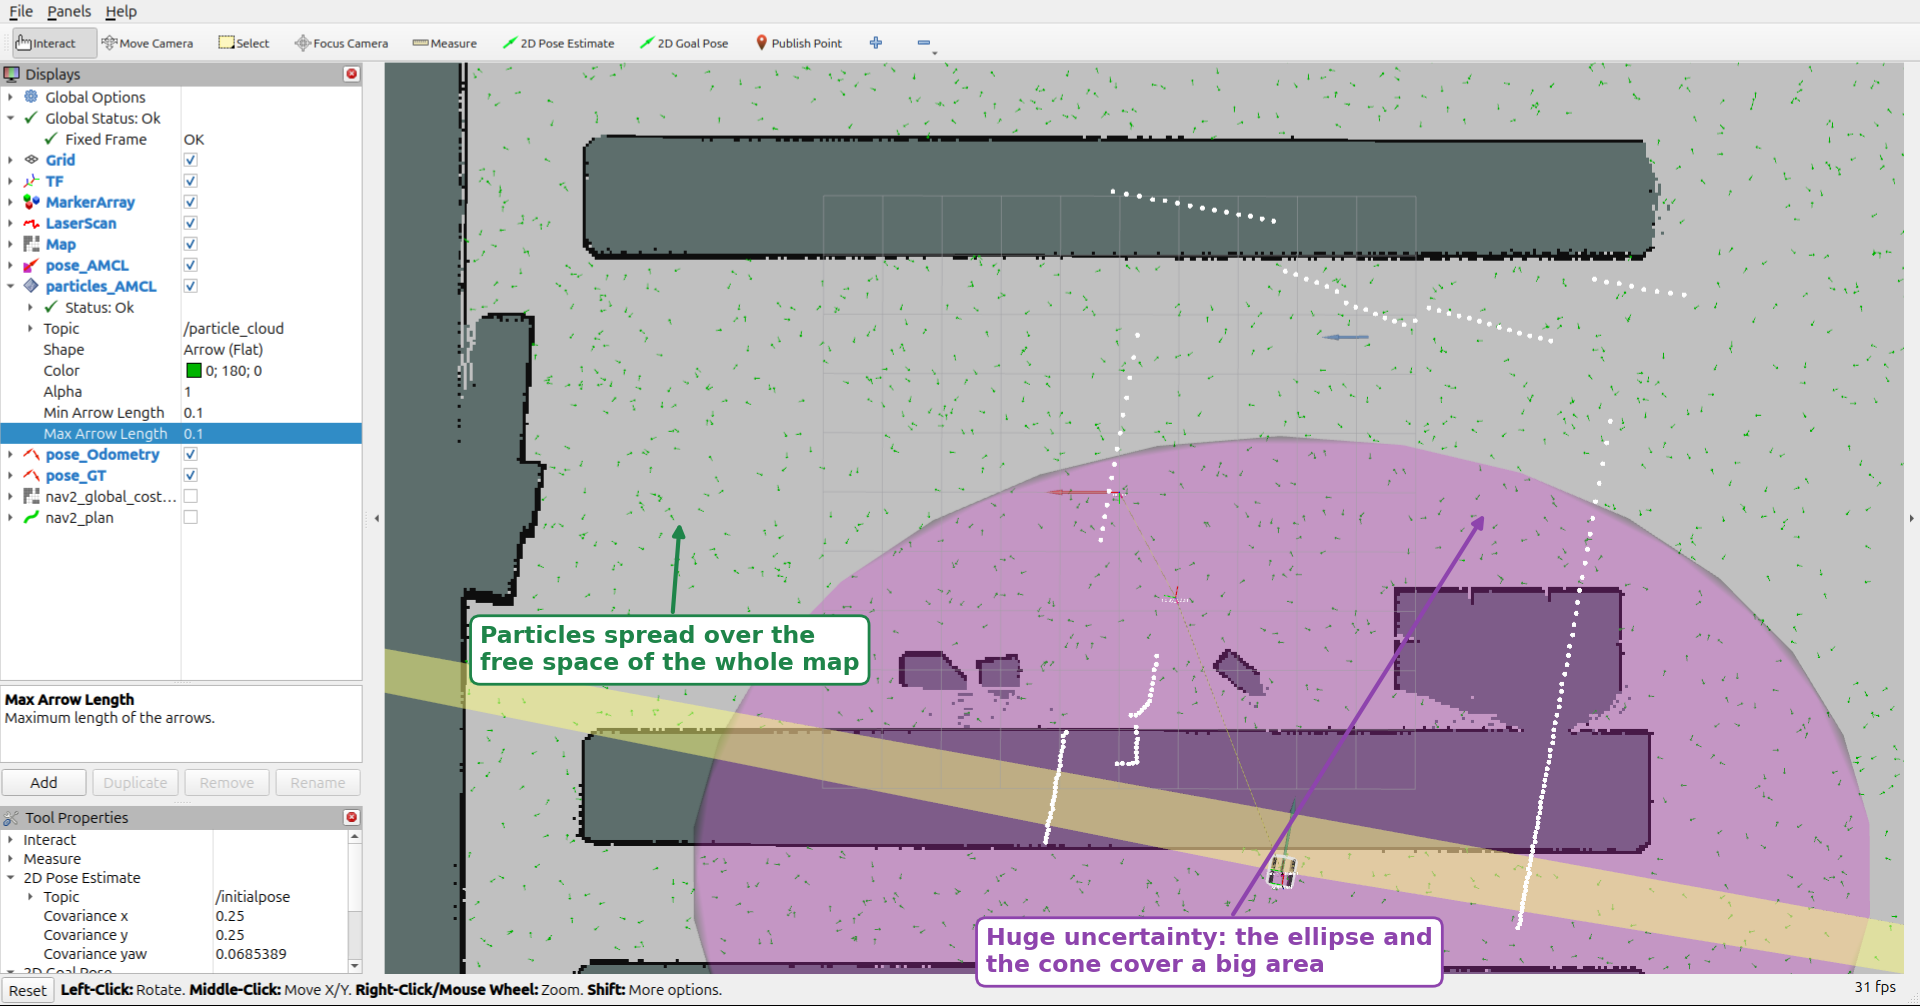 File Panels Help
Interact Move Camera Select Focus Camera Measure 2D Pose Estimate 2D Goal Pose Publish Point
Displays
Global Options
Global Status: Ok
Fixed Frame OK
Grid
TF
MarkerArray
LaserScan
Map
pose_AMCL
particles_AMCL
Status: Ok
Topic /particle_cloud
Shape Arrow (Flat)
Color 0; 180; 0
Alpha 1
Min Arrow Length 0.1
Max Arrow Length 0.1
pose_Odometry
pose_GT
nav2_global_cost...
nav2_plan
Max Arrow Length
Maximum length of the arrows.
Add Duplicate Remove Rename
Tool Properties
Interact
Measure
2D Pose Estimate
Topic /initialpose
Covariance x 0.25
Covariance y 0.25
Covariance yaw 0.0685389
2D Goal Pose
Particles spread over the
free space of the whole map
Huge uncertainty: the ellipse and
the cone cover a big area
Reset Left-Click: Rotate. Middle-Click: Move X/Y. Right-Click/Mouse Wheel: Zoom. Shift: More options. 31 fps